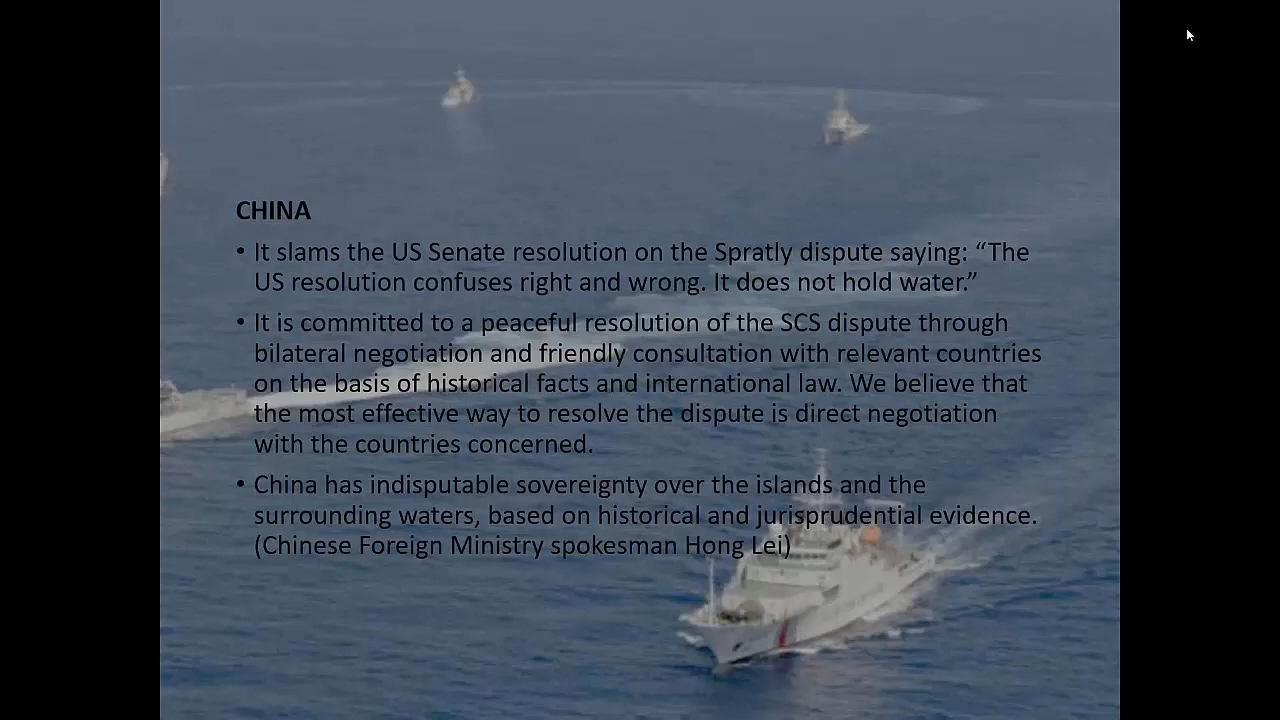 CHINA
• It slams the US Senate resolution on the Spratly dispute saying: “The
US resolution confuses right and wrong. It does not hold water.”
• It is committed to a peaceful resolution of the SCS dispute through
bilateral negotiation and friendly consultation with relevant countries
on the basis of historical facts and international law. We believe that
the most effective way to resolve the dispute is direct negotiation
with the countries concerned.
• China has indisputable sovereignty over the islands and the
surrounding waters, based on historical and jurisprudential evidence.
(Chinese Foreign Ministry spokesman Hong Lei)